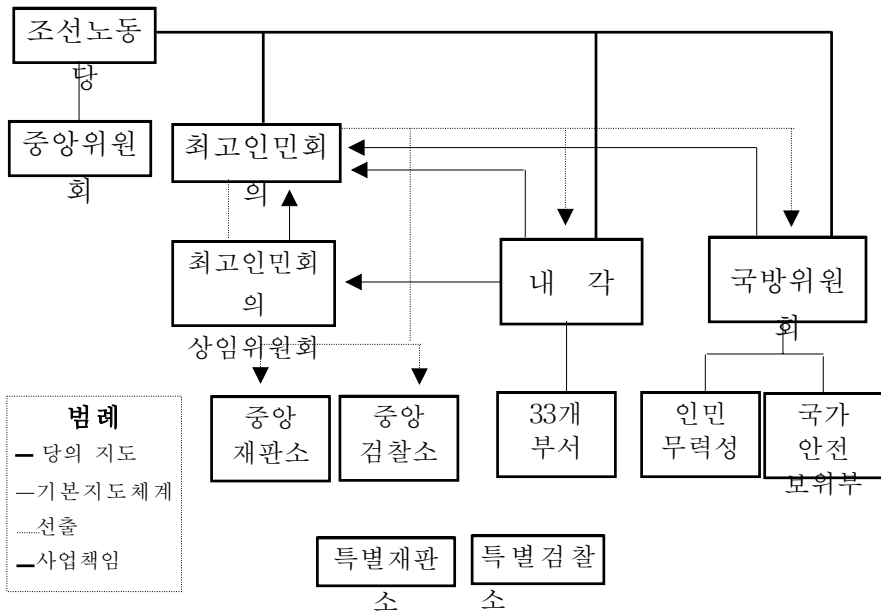 조선노동
당
중앙위원
회
최고인민회
의
최고인민회
의
상임위원회
내 각
국방위원
회
중앙
재판소
중앙
검찰소
33개
부서
인민
무력성
국가
안전
보위부
범례
당의 지도
기본지도체계
선출
사업책임
특별재판
소
특별검찰
소